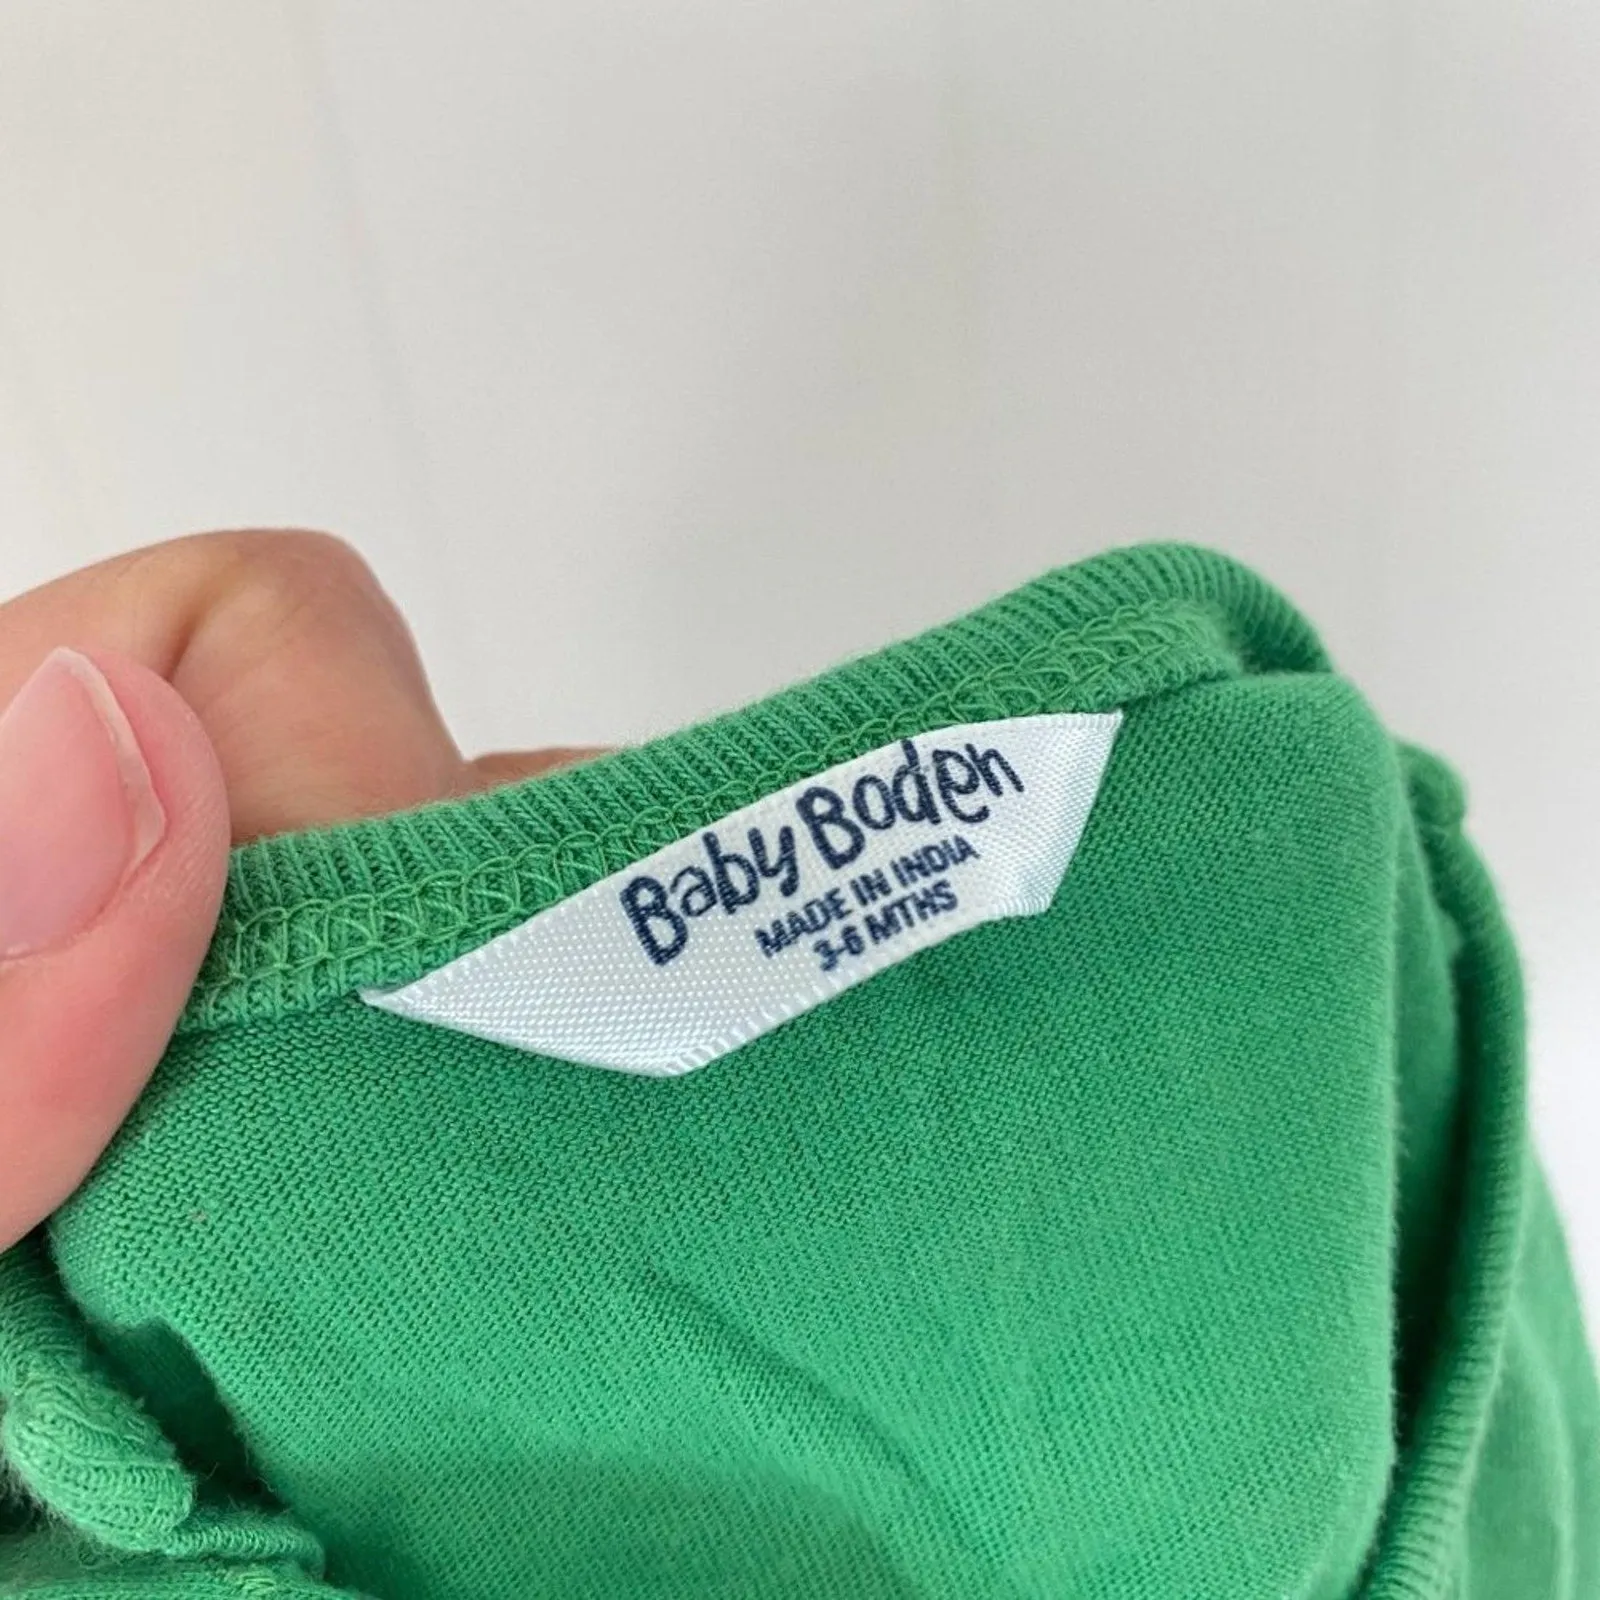 Baby Boden
MADE IN INDIA
3-6 MTHS